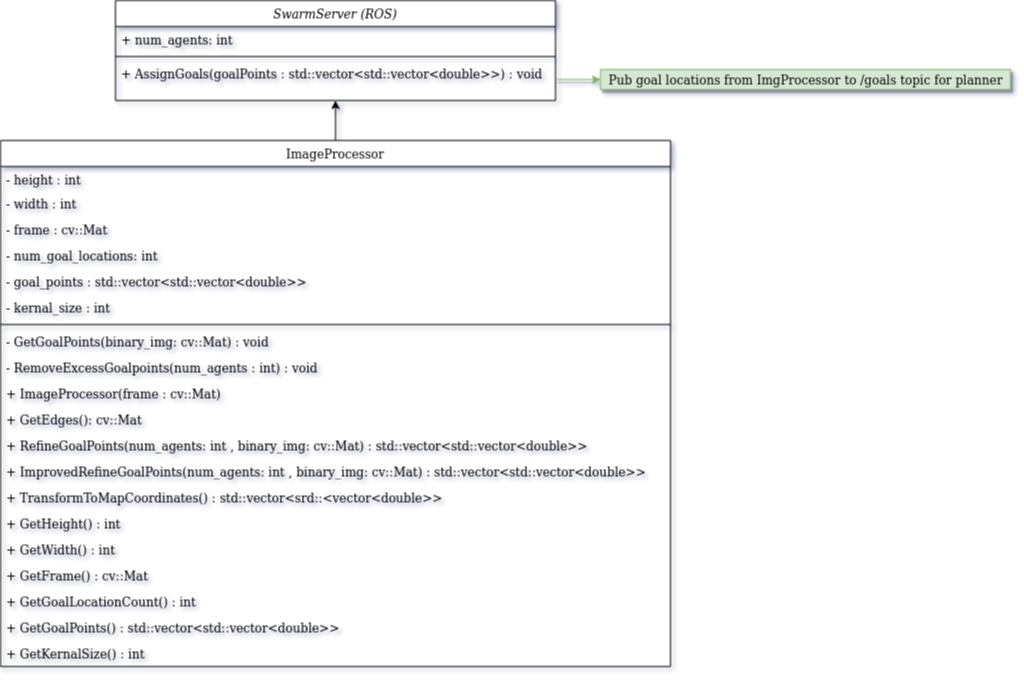 SwarmServer (ROS)
+ num_agents: int
+ AssignGoals(goalPoints : std::vector<std::vector<double>>) : void
Pub goal locations from ImgProcessor to /goals topic for planner
ImageProcessor
- height : int
- width : int
- frame : cv::Mat
- num_goal_locations: int
- goal_points : std::vector<std::vector<double>>
- kernal_size : int
- GetGoalPoints(binary_img: cv::Mat) : void
- RemoveExcessGoalpoints(num_agents : int) : void
+ ImageProcessor(frame : cv::Mat)
+ GetEdges(): cv::Mat
+ RefineGoalPoints(num_agents: int , binary_img: cv::Mat) : std::vector<std::vector<double>>
+ ImprovedRefineGoalPoints(num_agents: int , binary_img: cv::Mat) : std::vector<std::vector<double>>
+ TransformToMapCoordinates() : std::vector<srd::<vector<double>>
+ GetHeight() : int
+ GetWidth() : int
+ GetFrame() : cv::Mat
+ GetGoalLocationCount() : int
+ GetGoalPoints() : std::vector<std::vector<double>>
+ GetKernalSize() : int